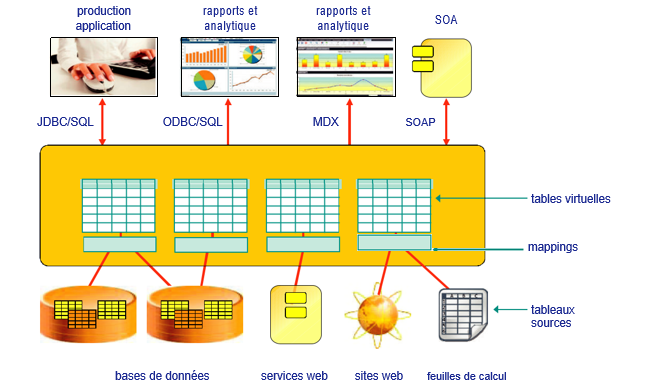 production
application
rapports et
analytique
rapports et
analytique
SOA
JDBC/SQL
ODBC/SQL
MDX
SOAP
tables virtuelles
mappings
tableaux
sources
bases de données
services web
sites web
feuilles de calcul